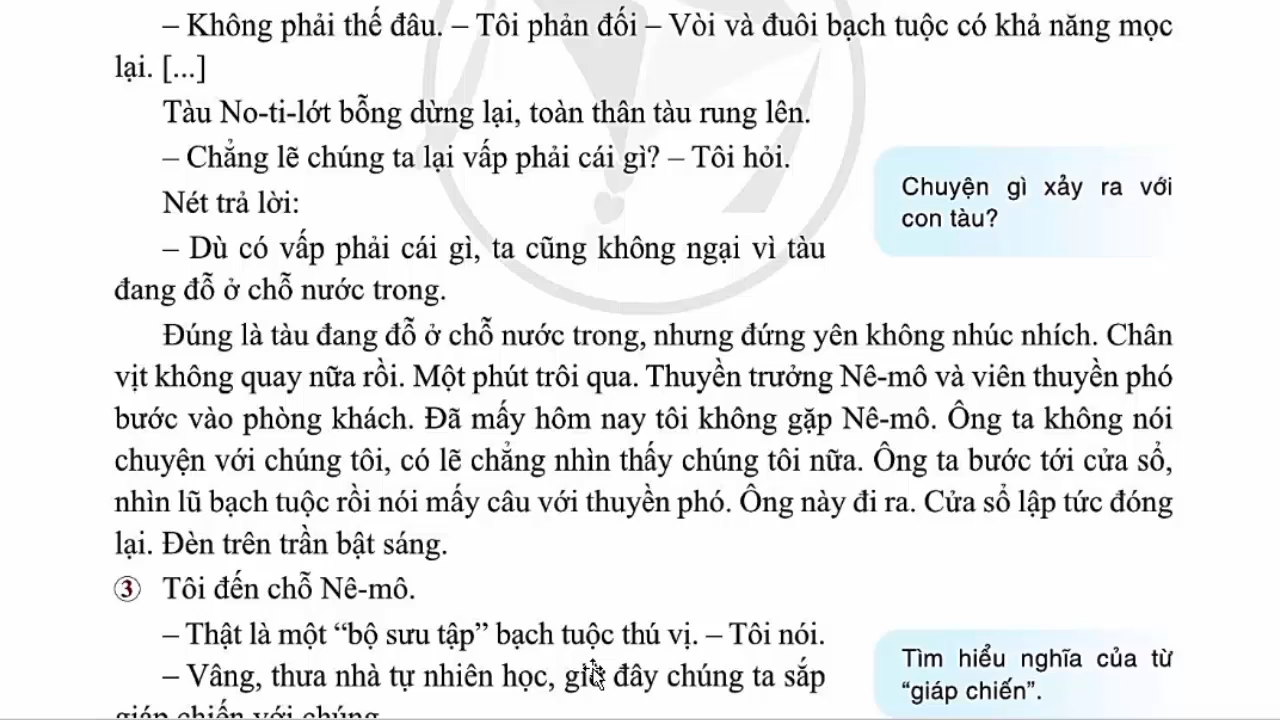 – Không phải thế đâu. – Tôi phản đối – Vòi và đuôi bạch tuộc có khả năng mọc
lại. [...]
Tàu No-ti-lớt bỗng dừng lại, toàn thân tàu rung lên.
– Chẳng lẽ chúng ta lại vấp phải cái gì? – Tôi hỏi.
Nét trả lời:
– Dù có vấp phải cái gì, ta cũng không ngại vì tàu
đang đỗ ở chỗ nước trong.
Chuyện gì xảy ra với
con tàu?
Đúng là tàu đang đỗ ở chỗ nước trong, nhưng đứng yên không nhúc nhích. Chân
vịt không quay nữa rồi. Một phút trôi qua. Thuyền trưởng Nê-mô và viên thuyền phó
bước vào phòng khách. Đã mấy hôm nay tôi không gặp Nê-mô. Ông ta không nói
chuyện với chúng tôi, có lẽ chẳng nhìn thấy chúng tôi nữa. Ông ta bước tới cửa sổ,
nhìn lũ bạch tuộc rồi nói mấy câu với thuyền phó. Ông này đi ra. Cửa sổ lập tức đóng
lại. Đèn trên trần bật sáng.
3 Tôi đến chỗ Nê-mô.
– Thật là một “bộ sưu tập” bạch tuộc thú vị. – Tôi nói.
– Vâng, thưa nhà tự nhiên học, giờ đây chúng ta sắp
giáp chiến với chúng.
Tìm hiểu nghĩa của từ
“giáp chiến”.